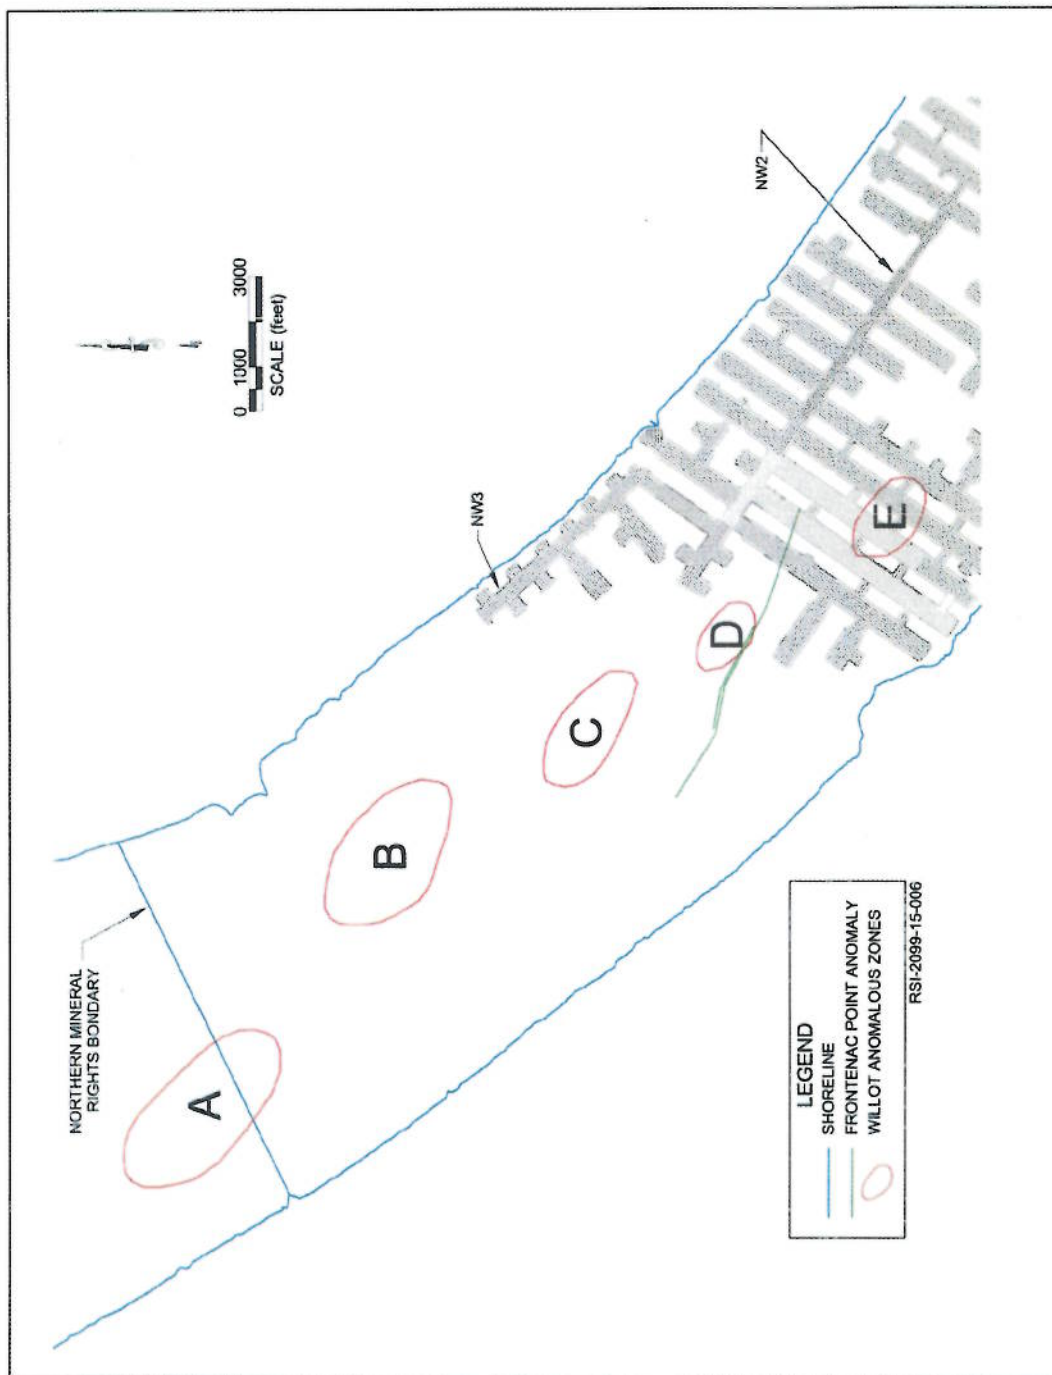 NORTHERN MINERAL
RIGHTS BONDARY
0 1000 3000
SCALE (feet)
A
B
C
D
E
NW3
NW2
LEGEND
SHORELINE
FRONTENAC POINT ANOMALY
WILLOT ANOMALOUS ZONES
RSI-2099-15-006